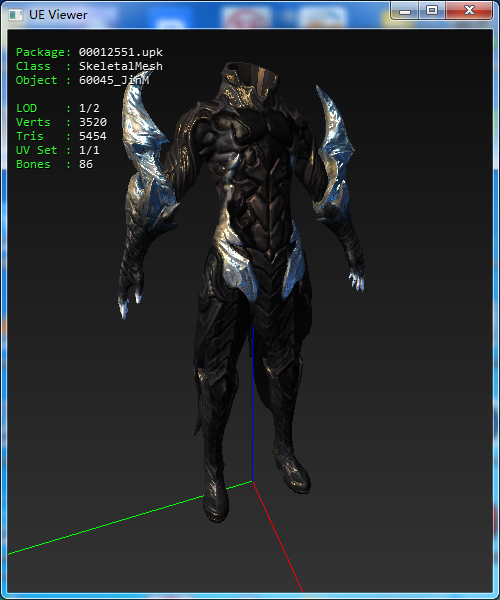 UE Viewer
Package: 00012551.upk
Class : SkeletalMesh
Object : 60045_JinM
LOD : 1/2
Verts : 3520
Tris : 5454
UV Set : 1/1
Bones : 86